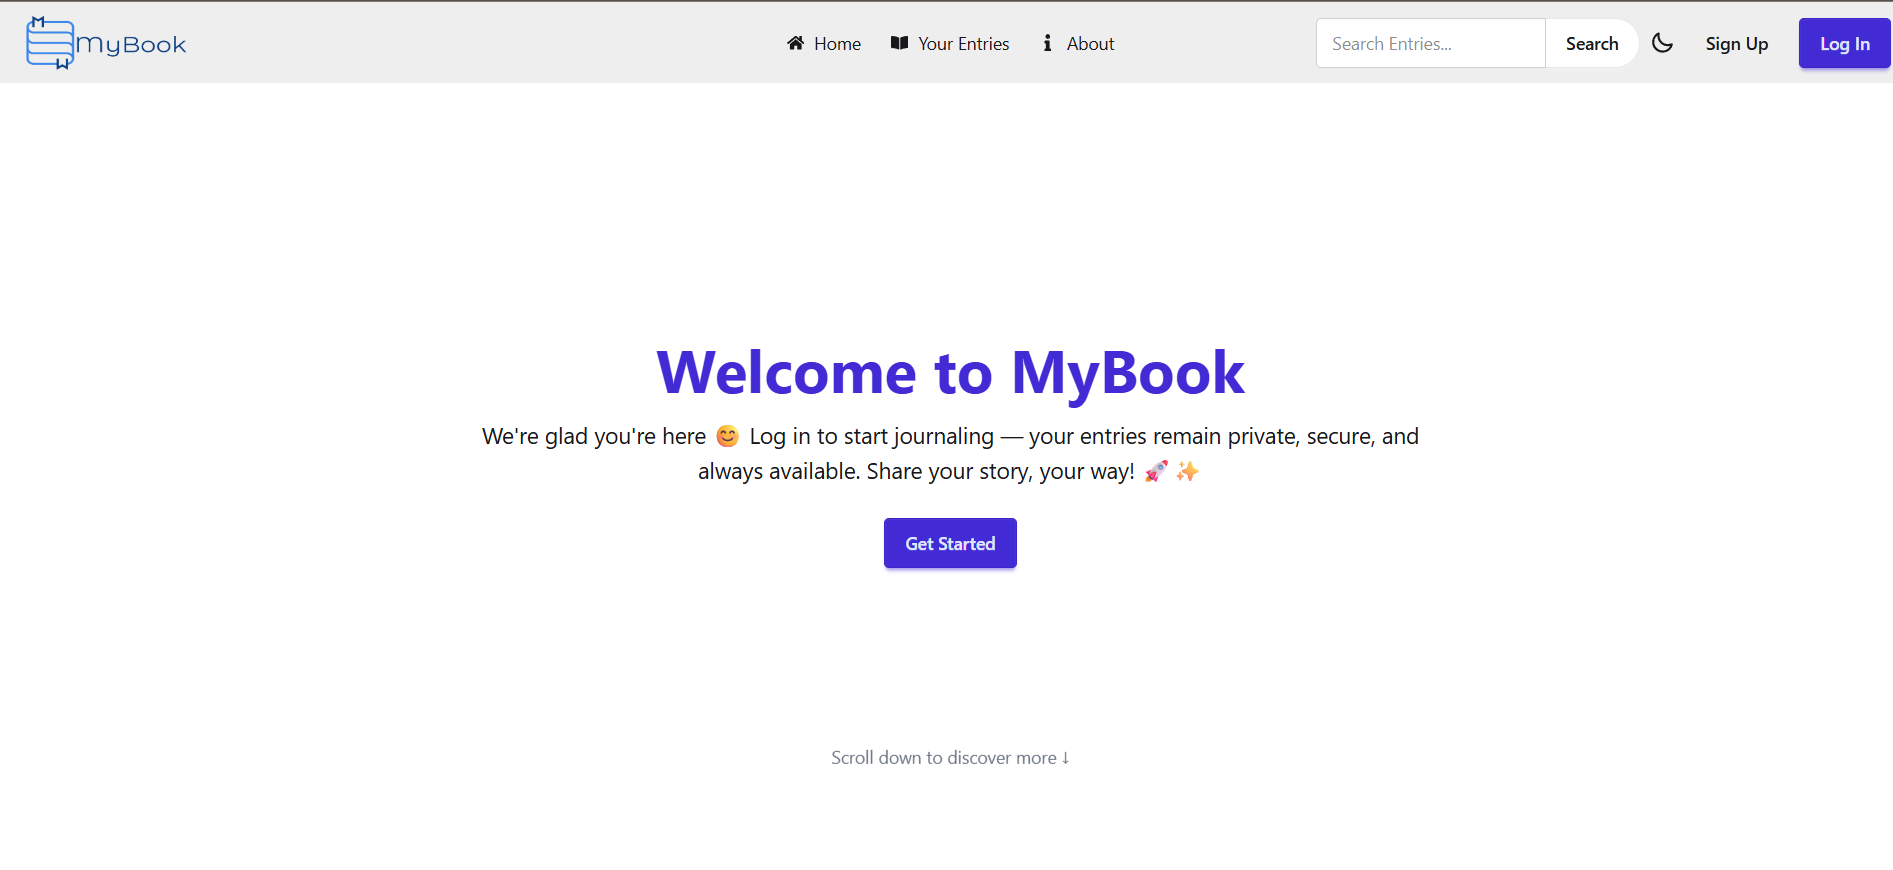 MyBook
Home
Your Entries
About
Search Entries...
Search
Sign Up
Log In
Welcome to MyBook
We're glad you're here 😊 Log in to start journaling — your entries remain private, secure, and
always available. Share your story, your way! 🚀 ✨
Get Started
Scroll down to discover more ↓